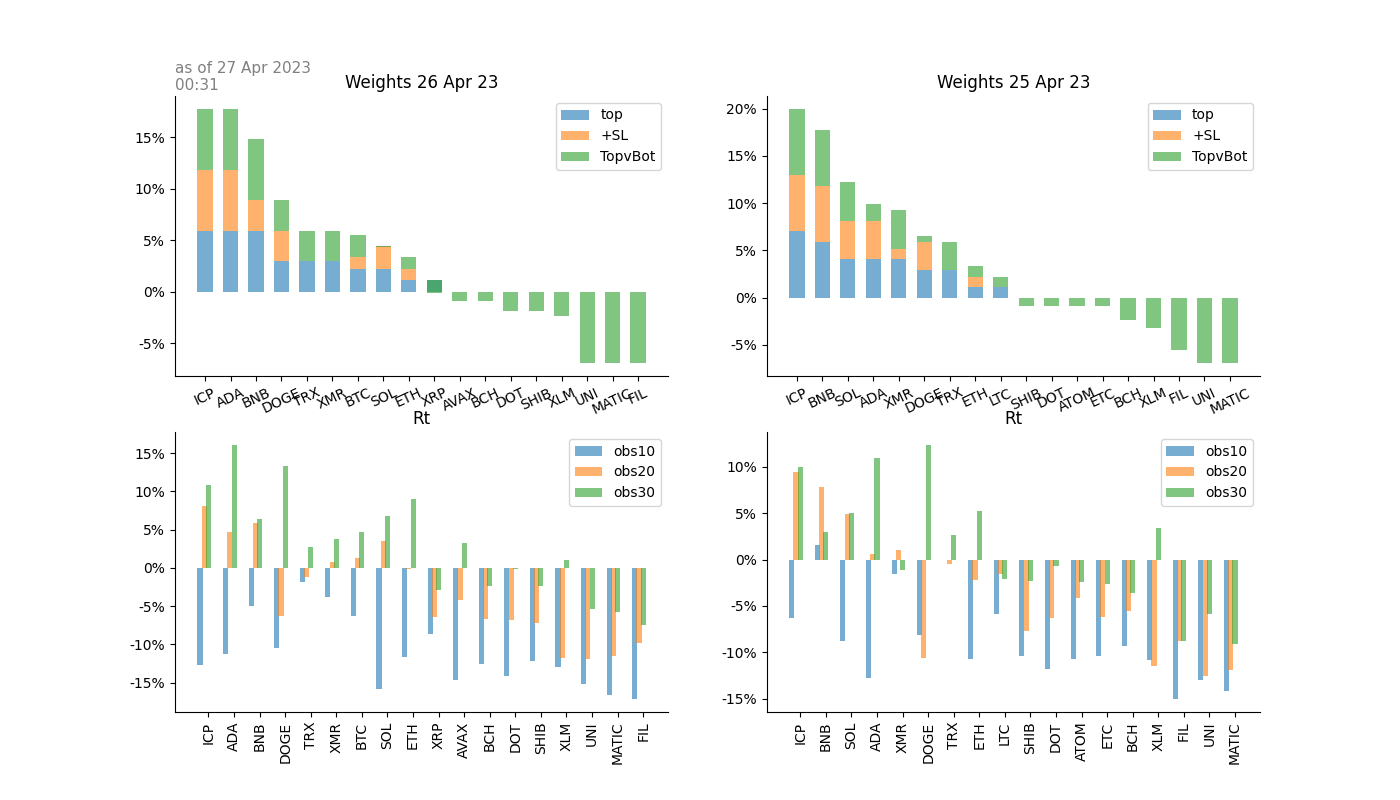 as of 27 Apr 2023
00:31
Weights 26 Apr 23
15%
10%
5%
0%
-5%
top
+SL
TopvBot
ICP ADA BNB DOGE TRX XMR BTC SOL ETH XRP AVAX BCH DOT SHIB XLM UNI MATIC FIL
Weights 25 Apr 23
20%
15%
10%
5%
0%
-5%
top
+SL
TopvBot
ICP BNB SOL ADA XMR DOGE TRX ETH LTC SHIB DOT ATOM ETC BCH XLM FIL UNI MATIC
Rt
15%
10%
5%
0%
-5%
-10%
-15%
obs10
obs20
obs30
ICP ADA BNB DOGE TRX XMR BTC SOL ETH XRP AVAX BCH DOT SHIB XLM UNI MATIC FIL
Rt
10%
5%
0%
-5%
-10%
-15%
obs10
obs20
obs30
ICP BNB SOL ADA XMR DOGE TRX ETH LTC SHIB DOT ATOM ETC BCH XLM FIL UNI MATIC